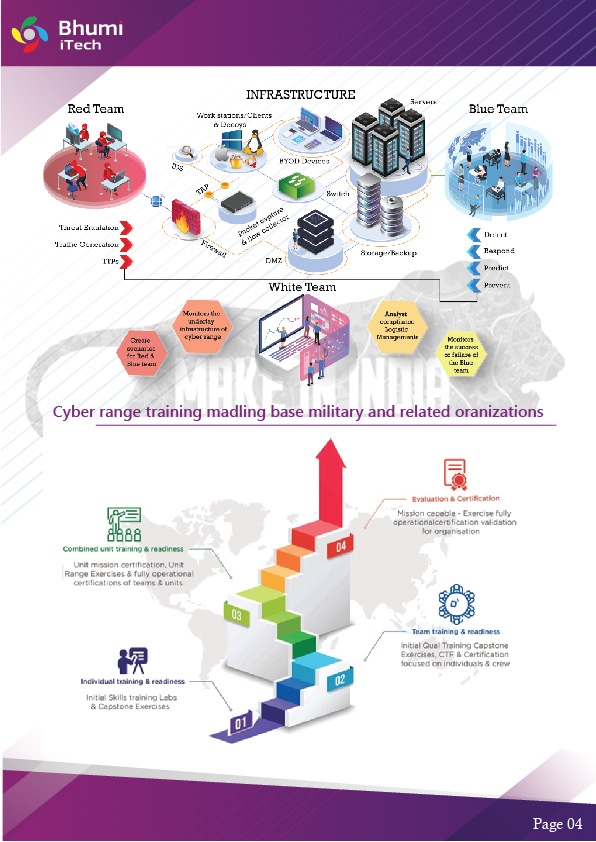 Bhumi
iTech
INFRASTRUCTURE
Red Team
Work stations/Clients
& Decoys
Servers
Blue Team
IDS
BYOD Devices
TAP
Switch
Packet capture
& flow collector
Firewall
DMZ
Storage/Backup
Threat Emulation
Traffic Generation
TTPs
Detect
Respond
Predict
Prevent
White Team
Create
scenarios
for Red &
Blue team
Monitors the
underlay
infrastructure of
cyber range
Analyst
compliance
Logistic
Managements
Monitors
the success
or failure of
the Blue
team
MAKE IN INDIA
Cyber range training madling base military and related oranizations
Evaluation & Certification
Mission capable - Exercise fully
operationalcertification validation
for organisation
04
Combined unit training & readiness
Unit mission certification, Unit
Range Exercises & fully operational
certifications of teams & units
03
Team training & readiness
Initial Qual Training Capstone
Exercises, CTF & Certification
focused on individuals & crew
02
Individual training & readiness
Initial Skills training Labs
& Capstone Exercises
01
Page 04